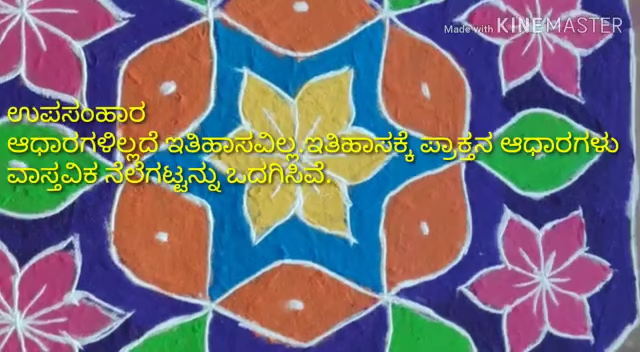 Made with KINEMASTER
ಉಪಸಂಹಾರ
ಆಧಾರಗಳಿಲ್ಲದೆ ಇತಿಹಾಸವಿಲ್ಲ.ಇತಿಹಾಸಕ್ಕೆ ಪ್ರಾಕ್ತನ ಆಧಾರಗಳು
ವಾಸ್ತವಿಕ ನೆಲೆಗಟ್ಟನ್ನು ಒದಗಿಸಿವೆ.